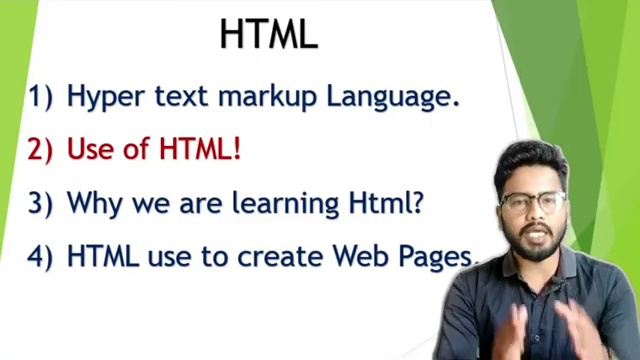 HTML
1) Hyper text markup Language.
2) Use of HTML!
3) Why we are learning Html?
4) HTML use to create Web Pages.